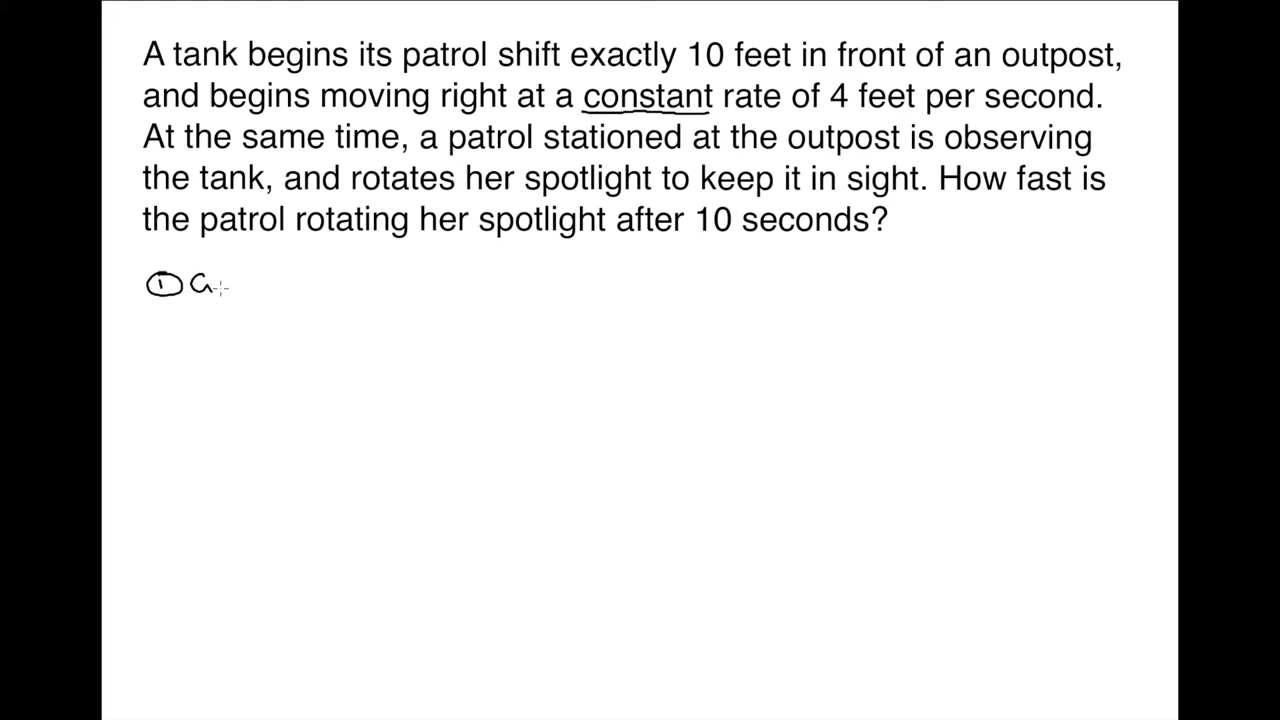 A tank begins its patrol shift exactly 10 feet in front of an outpost,
and begins moving right at a constant rate of 4 feet per second.
At the same time, a patrol stationed at the outpost is observing
the tank, and rotates her spotlight to keep it in sight. How fast is
the patrol rotating her spotlight after 10 seconds?
①